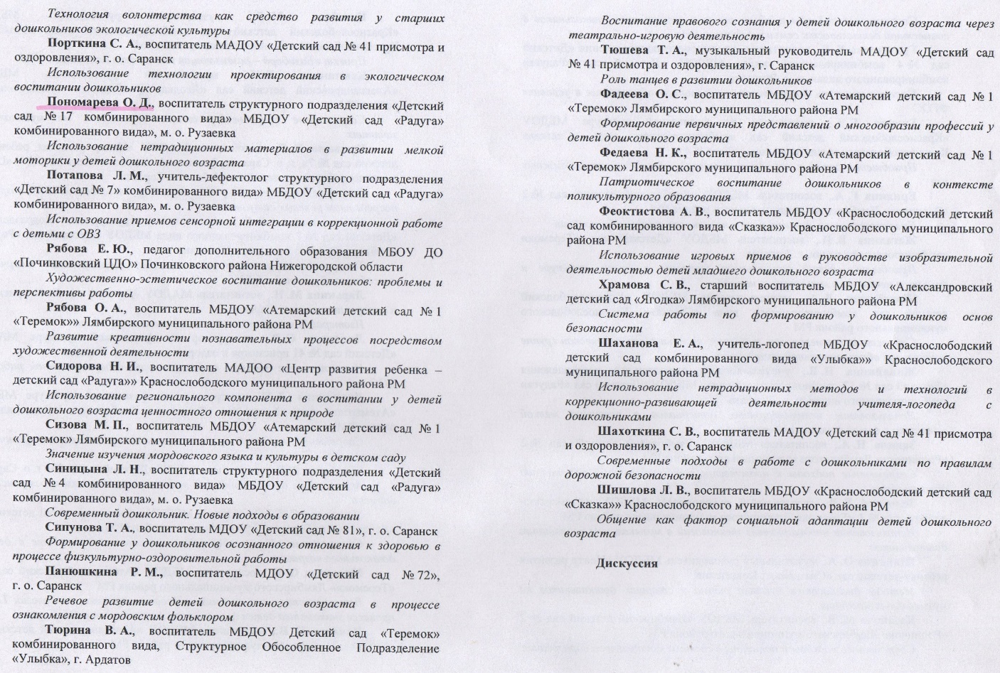 Технология волонтерства как средство развития у старших
дошкольников экологической культуры
Порткина С. А., воспитатель МАДОУ «Детский сад № 41 присмотра и
оздоровления», г. о. Саранск
Использование технологии проектирования в экологическом
воспитании дошкольников
Пономарева О. Д., воспитатель структурного подразделения «Детский
сад № 17 комбинированного вида» МБДОУ «Детский сад «Радуга»
комбинированного вида», м. о. Рузаевка
Использование нетрадиционных материалов в развитии мелкой
моторики у детей дошкольного возраста
Потапова Л. М., учитель-дефектолог структурного подразделения
«Детский сад № 7» комбинированного вида» МБДОУ «Детский сад «Радуга»
комбинированного вида», м. о. Рузаевка
Использование приемов сенсорной интеграции в коррекционной работе
с детьми с ОВЗ
Рябова Е. Ю., педагог дополнительного образования МБОУ ДО
«Починковский ЦДО» Починковского района Нижегородской области
Художественно-эстетическое воспитание дошкольников: проблемы и
перспективы работы
Рябова О. А., воспитатель МБДОУ «Атемарский детский сад № 1
«Теремок»» Лямбирского муниципального района РМ
Развитие креативности познавательных процессов посредством
художественной деятельности
Сидорова Н. И., воспитатель МАДОО «Центр развития ребенка –
детский сад «Радуга»» Краснослободского муниципального района РМ
Использование регионального компонента в воспитании у детей
дошкольного возраста ценностного отношения к природе
Сизова М. П., воспитатель МБДОУ «Атемарский детский сад № 1
«Теремок» Лямбирского муниципального района РМ
Значение изучения мордовского языка и культуры в детском саду
Синицына Л. Н., воспитатель структурного подразделения «Детский
сад № 4 комбинированного вида» МБДОУ «Детский сад «Радуга»
комбинированного вида», м. о. Рузаевка
Современный дошкольник. Новые подходы в образовании
Сипунова Т. А., воспитатель МДОУ «Детский сад № 81», г. о. Саранск
Формирование у дошкольников осознанного отношения к здоровью в
процессе физкультурно-оздоровительной работы
Панюшкина Р. М., воспитатель МДОУ «Детский сад № 72»,
г. о. Саранск
Речевое развитие детей дошкольного возраста в процессе
ознакомления с мордовским фольклором
Тюрина В. А., воспитатель МБДОУ Детский сад «Теремок»
комбинированного вида, Структурное Обособленное Подразделение
«Улыбка», г. Ардатов
Воспитание правового сознания у детей дошкольного возраста через
театрально-игровую деятельность
Тюшева Т. А., музыкальный руководитель МАДОУ «Детский сад
№ 41 присмотра и оздоровления», г. Саранск
Роль танцев в развитии дошкольников
Фадеева О. С., воспитатель МБДОУ «Атемарский детский сад № 1
«Теремок» Лямбирского муниципального района РМ
Формирование первичных представлений о многообразии профессий у
детей дошкольного возраста
Федаева Н. К., воспитатель МБДОУ «Атемарский детский сад № 1
«Теремок» Лямбирского муниципального района РМ
Патриотическое воспитание дошкольников в контексте
поликультурного образования
Феоктистова А. В., воспитатель МБДОУ «Краснослободский детский
сад комбинированного вида «Сказка»» Краснослободского муниципального
района РМ
Использование игровых приемов в руководстве изобразительной
деятельностью детей младшего дошкольного возраста
Храмова С. В., старший воспитатель МБДОУ «Александровский
детский сад «Ягодка» Лямбирского муниципального района РМ
Система работы по формированию у дошкольников основ
безопасности
Шаханова Е. А., учитель-логопед МБДОУ «Краснослободский
детский сад комбинированного вида «Улыбка»» Краснослободского
муниципального района РМ
Использование нетрадиционных методов и технологий в
коррекционно-развивающей деятельности учителя-логопеда с
дошкольниками
Шахоткина С. В., воспитатель МАДОУ «Детский сад № 41 присмотра
и оздоровления», г. о. Саранск
Современные подходы в работе с дошкольниками по правилам
дорожной безопасности
Шишлова Л. В., воспитатель МБДОУ «Краснослободский детский сад
«Сказка»» Краснослободского муниципального района РМ
Общение как фактор социальной адаптации детей дошкольного
возраста
Дискуссия